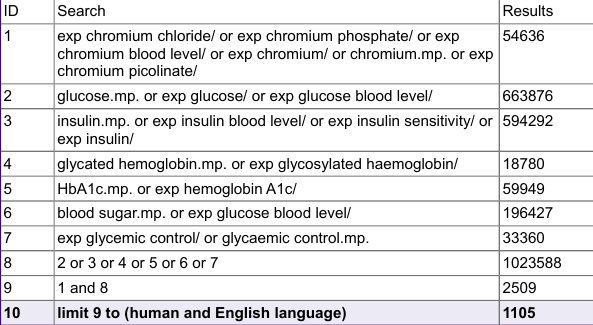 ID Search Results
1 exp chromium chloride/ or exp chromium phosphate/ or exp 54636
chromium blood level/ or exp chromium/ or chromium.mp. or exp
chromium picolinate/
2 glucose.mp. or exp glucose/ or exp glucose blood level/ 663876
3 insulin.mp. or exp insulin blood level/ or exp insulin sensitivity/ or 594292
exp insulin/
4 glycated hemoglobin.mp. or exp glycosylated haemoglobin/ 18780
5 HbA1c.mp. or exp hemoglobin A1c/ 59949
6 blood sugar.mp. or exp glucose blood level/ 196427
7 exp glycemic control/ or glycaemic control.mp. 33360
8 2 or 3 or 4 or 5 or 6 or 7 1023588
9 1 and 8 2509
10 limit 9 to (human and English language) 1105